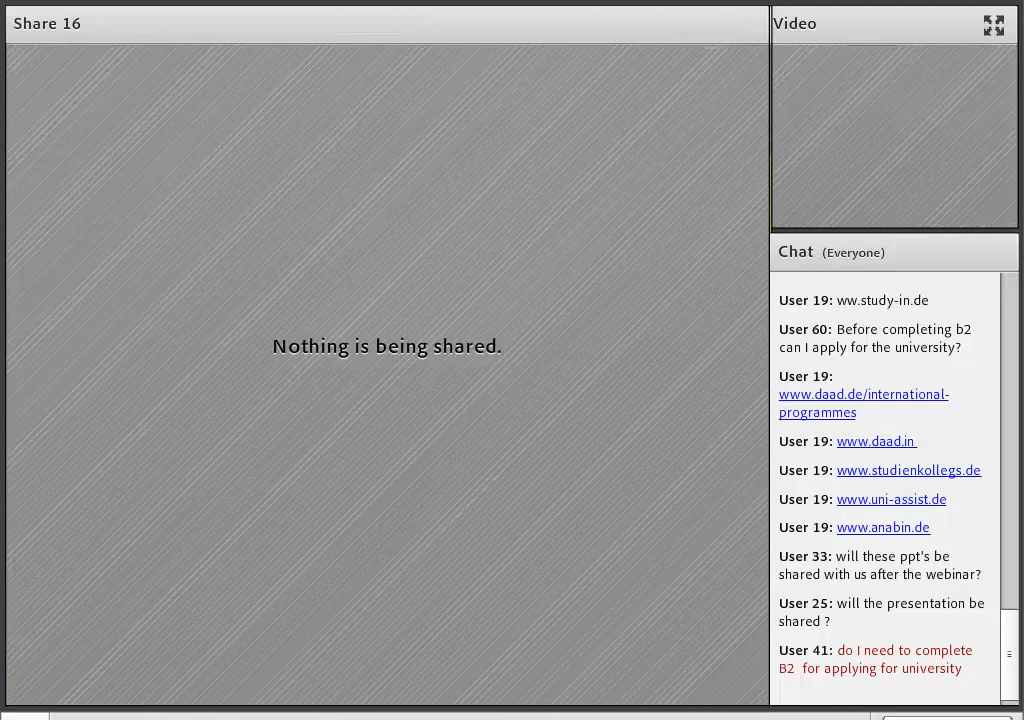 Share 16
Video
Nothing is being shared.
Chat (Everyone)
User 19: ww.study-in.de
User 60: Before completing b2
can I apply for the university?
User 19:
www.daad.de/international-
programmes
User 19: www.daad.in
User 19: www.studienkollegs.de
User 19: www.uni-assist.de
User 19: www.anabin.de
User 33: will these ppt's be
shared with us after the webinar?
User 25: will the presentation be
shared ?
User 41: do I need to complete
B2 for applying for university